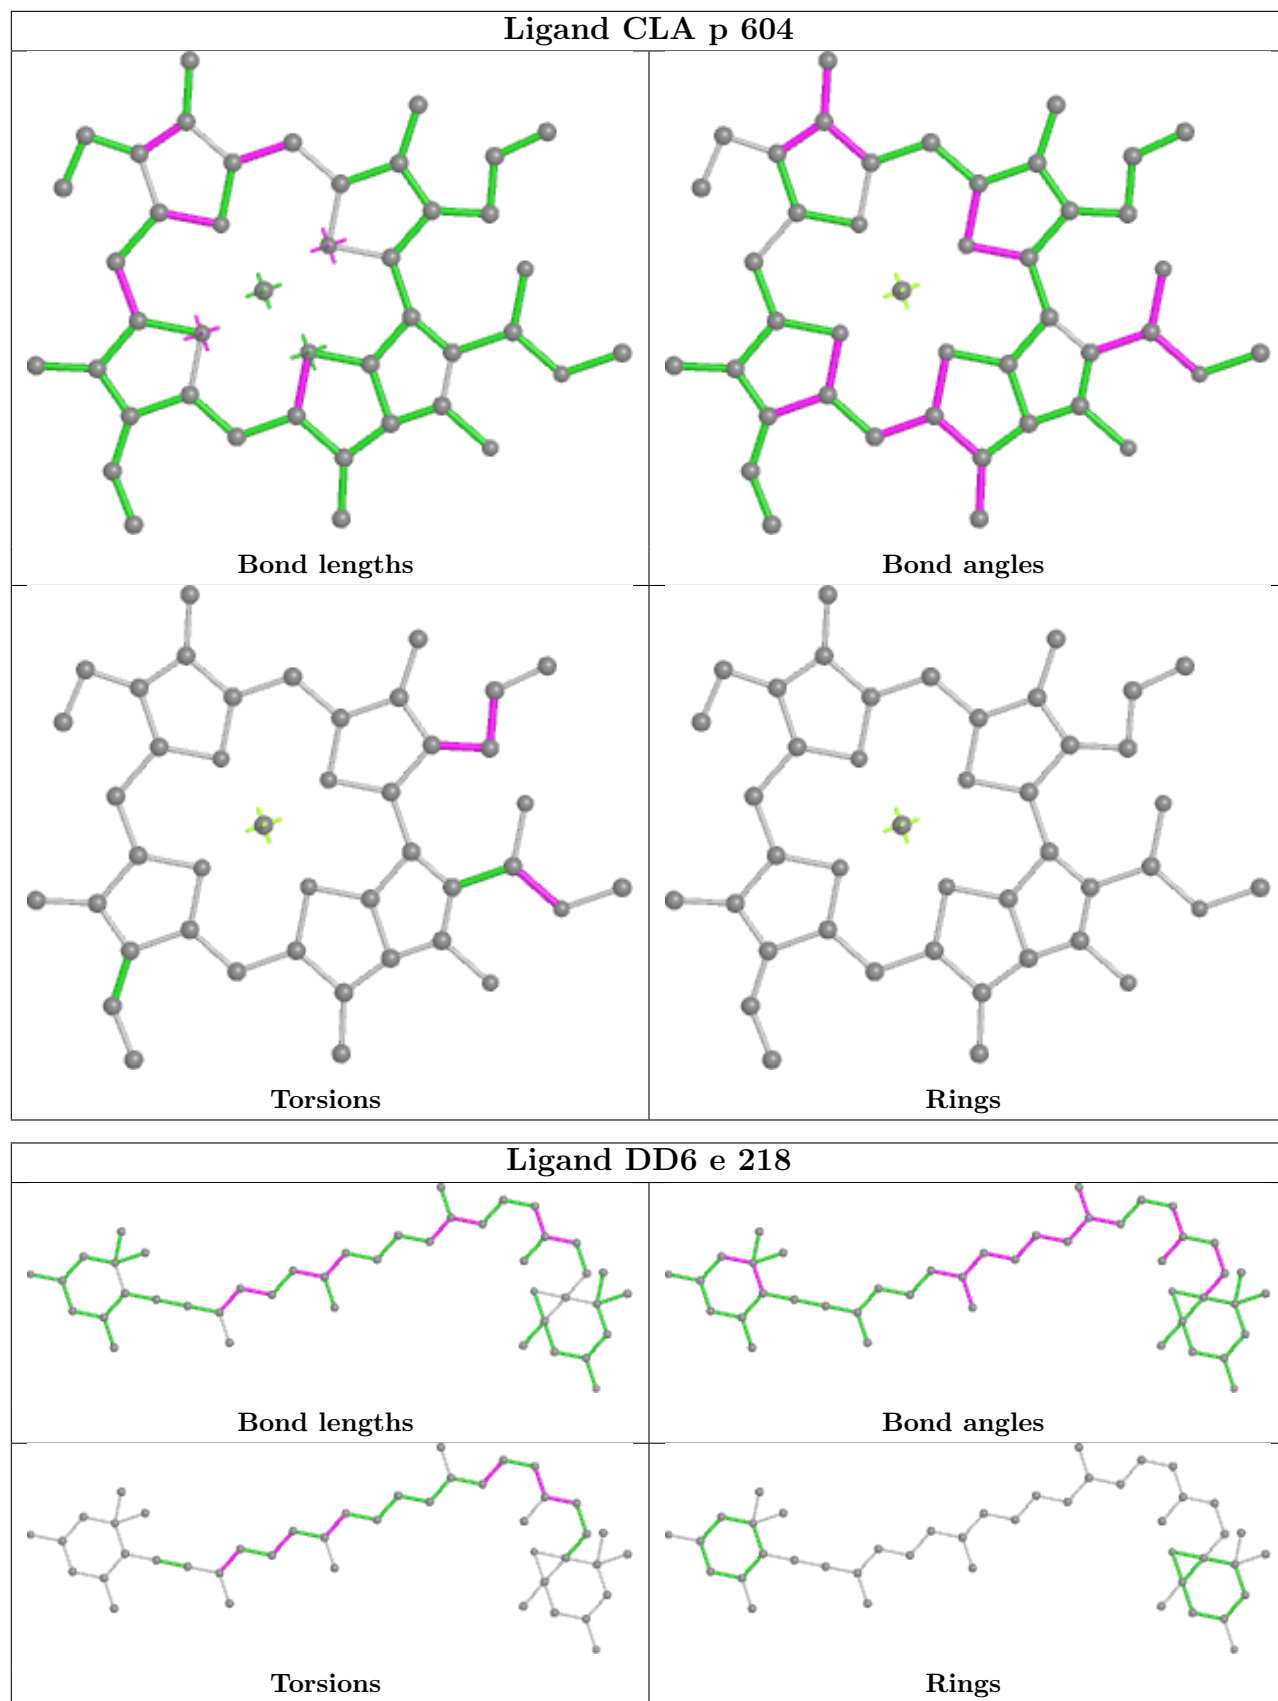 Ligand CLA p 604
Bond lengths
Bond angles
Torsions
Rings
Ligand DD6 e 218
Bond lengths
Bond angles
Torsions
Rings